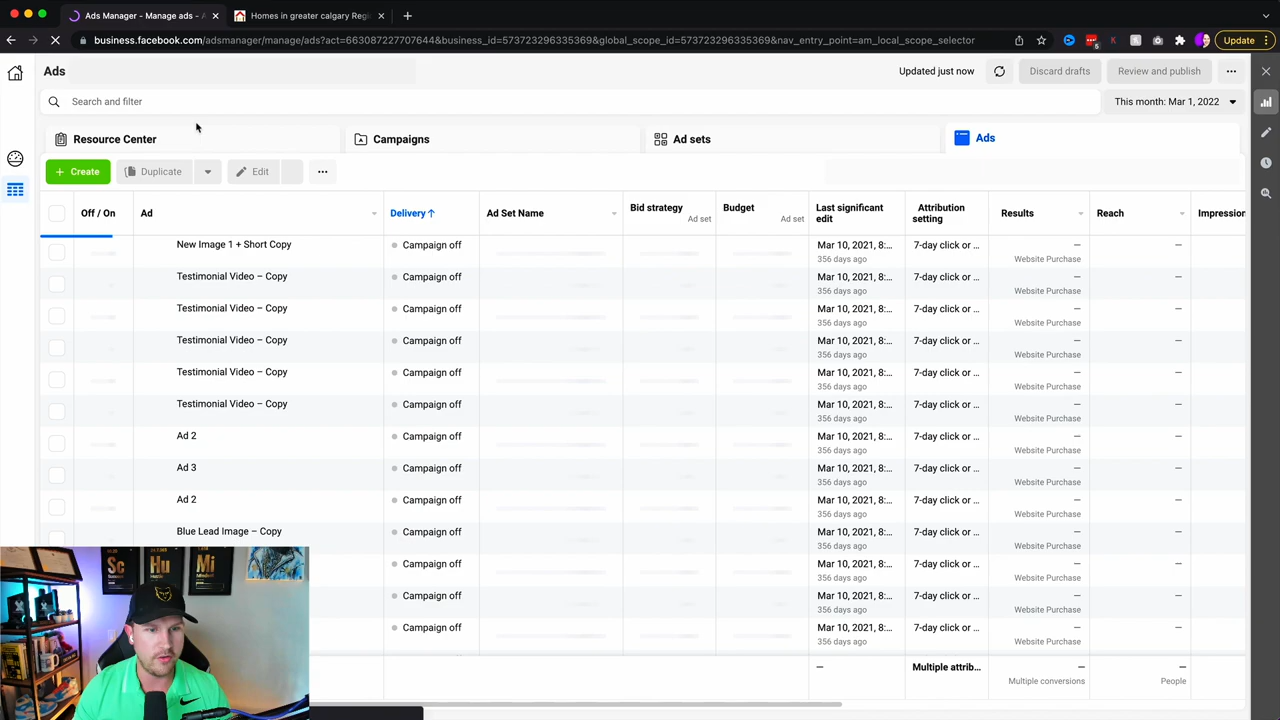 Ads Manager - Manage ads - A
Homes in greater calgary Regi
business.facebook.com/adsmanager/manage/ads?act=663087227707644&business_id=573723296335369&global_scope_id=573723296335369&nav_entry_point=am_local_scope_selector
5
Update
Ads
Updated just now
Discard drafts
Review and publish
Search and filter
This month: Mar 1, 2022
Resource Center
Campaigns
Ad sets
Ads
+ Create
Duplicate
Edit
Off / On
Ad
Delivery ↑
Ad Set Name
Bid strategy
Ad set
Budget
Ad set
Last significant edit
Attribution setting
Results
Reach
Impression
New Image 1 + Short Copy
Campaign off
Mar 10, 2021, 8:...
356 days ago
7-day click or ...
—
Website Purchase
—
Testimonial Video – Copy
Campaign off
Mar 10, 2021, 8:...
356 days ago
7-day click or ...
—
Website Purchase
—
Testimonial Video – Copy
Campaign off
Mar 10, 2021, 8:...
356 days ago
7-day click or ...
—
Website Purchase
—
Testimonial Video – Copy
Campaign off
Mar 10, 2021, 8:...
356 days ago
7-day click or ...
—
Website Purchase
—
Testimonial Video – Copy
Campaign off
Mar 10, 2021, 8:...
356 days ago
7-day click or ...
—
Website Purchase
—
Testimonial Video – Copy
Campaign off
Mar 10, 2021, 8:...
356 days ago
7-day click or ...
—
Website Purchase
—
Ad 2
Campaign off
Mar 10, 2021, 8:...
356 days ago
7-day click or ...
—
Website Purchase
—
Ad 3
Campaign off
Mar 10, 2021, 8:...
356 days ago
7-day click or ...
—
Website Purchase
—
Ad 2
Campaign off
Mar 10, 2021, 8:...
356 days ago
7-day click or ...
—
Website Purchase
—
Blue Lead Image – Copy
Campaign off
Mar 10, 2021, 8:...
356 days ago
7-day click or ...
—
Website Purchase
—
Campaign off
Mar 10, 2021, 8:...
356 days ago
7-day click or ...
—
Website Purchase
—
Campaign off
Mar 10, 2021, 8:...
356 days ago
7-day click or ...
—
Website Purchase
—
Campaign off
Mar 10, 2021, 8:...
356 days ago
7-day click or ...
—
Website Purchase
—
—
Multiple attrib...
—
Multiple conversions
—
People
Sc
Hu
Mi